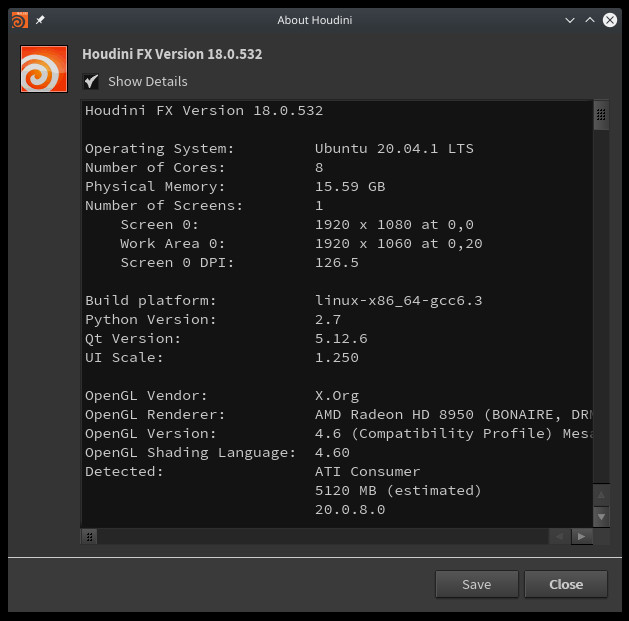 About Houdini
Houdini FX Version 18.0.532
Show Details
Houdini FX Version 18.0.532
Operating System: Ubuntu 20.04.1 LTS
Number of Cores: 8
Physical Memory: 15.59 GB
Number of Screens: 1
Screen 0: 1920 x 1080 at 0,0
Work Area 0: 1920 x 1060 at 0,20
Screen 0 DPI: 126.5
Build platform: linux-x86_64-gcc6.3
Python Version: 2.7
Qt Version: 5.12.6
UI Scale: 1.250
OpenGL Vendor: X.Org
OpenGL Renderer: AMD Radeon HD 8950 (BONAIRE, DRM
OpenGL Version: 4.6 (Compatibility Profile) Mesa
OpenGL Shading Language: 4.60
Detected: ATI Consumer
5120 MB (estimated)
20.0.8.0
Save Close